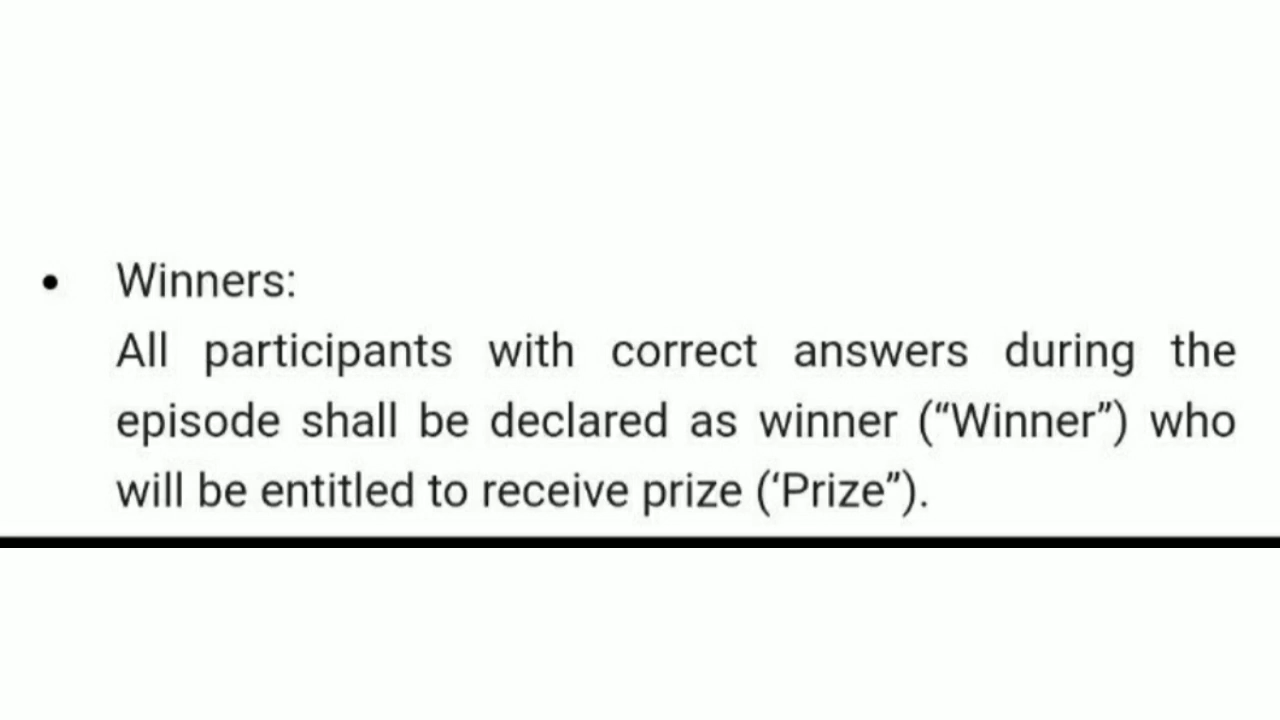 • Winners:
All participants with correct answers during the
episode shall be declared as winner (“Winner”) who
will be entitled to receive prize (‘Prize”).